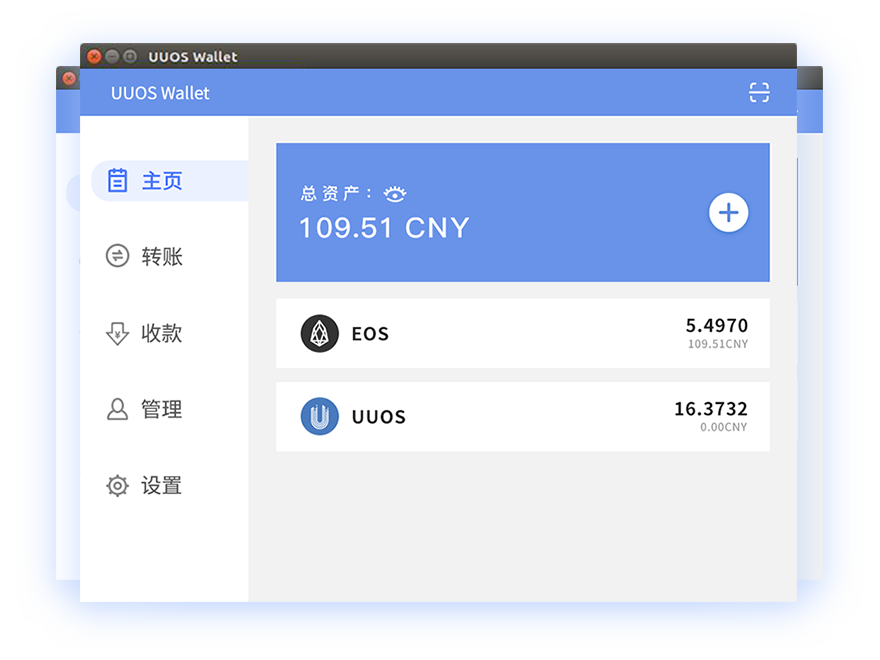 UUOS Wallet
UUOS Wallet
主页
转账
收款
管理
设置
总资产：
109.51 CNY
EOS
5.4970
109.51CNY
UUOS
16.3732
0.00CNY